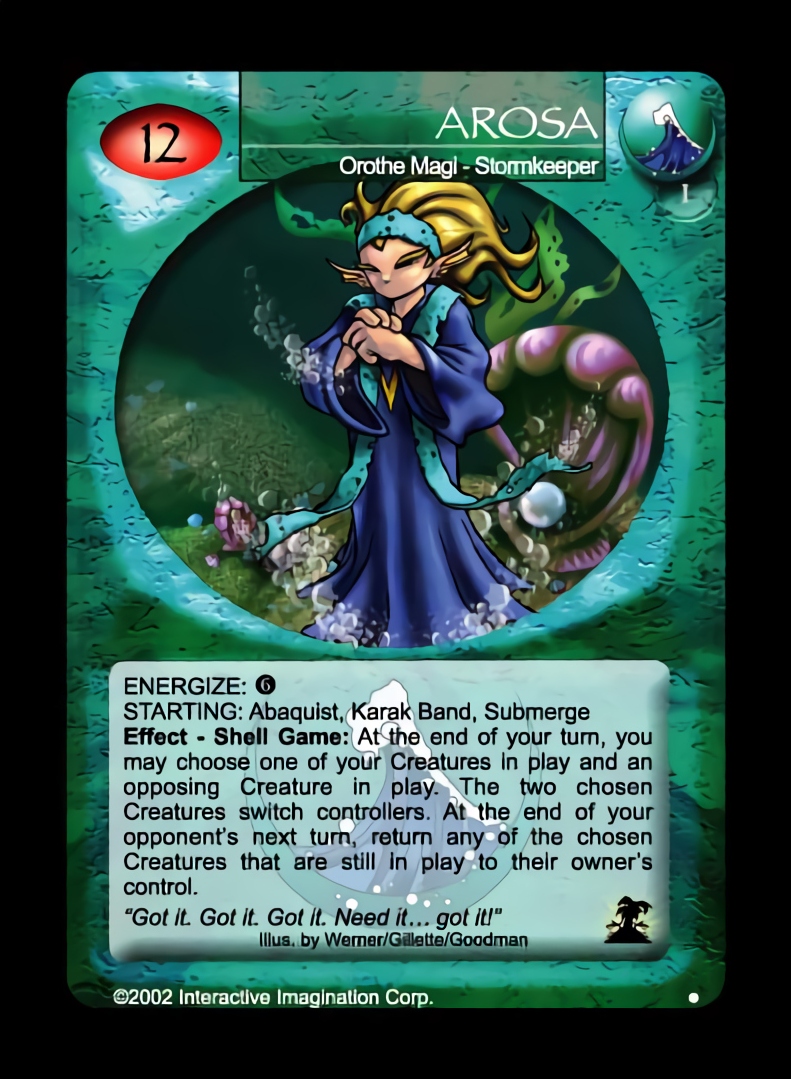 12
AROSA
Orothe Magi - Stormkeeper
1
ENERGIZE: 6
STARTING: Abaquist, Karak Band, Submerge
Effect - Shell Game: At the end of your turn, you
may choose one of your Creatures in play and an
opposing Creature in play. The two chosen
Creatures switch controllers. At the end of your
opponent's next turn, return any of the chosen
Creatures that are still in play to their owner's
control.
"Got it. Got it. Got it. Need it... got it!"
Illus. by Werner/Gillette/Goodman
©2002 Interactive Imagination Corp.